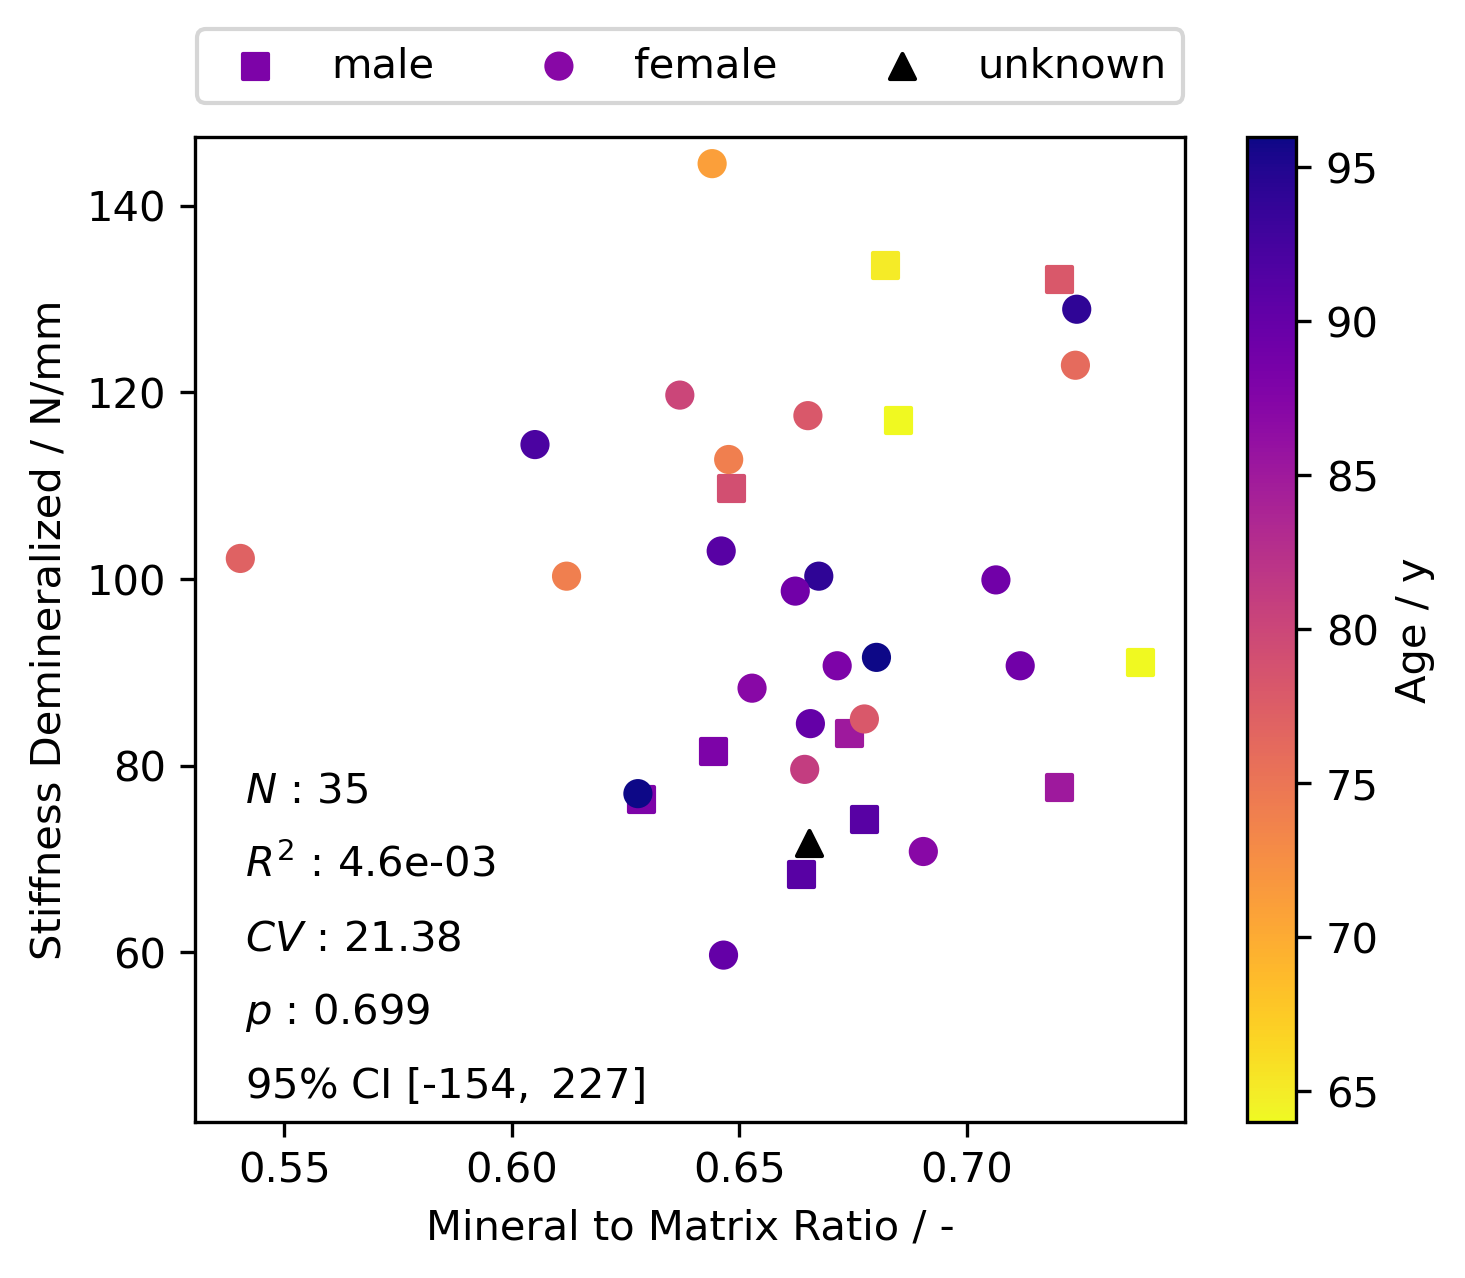 male female unknown
140
120
100
80
60
Stiffness Demineralized / N/mm
N : 35
R² : 4.6e-03
CV : 21.38
p : 0.699
95% CI [-154, 227]
0.55 0.60 0.65 0.70
Mineral to Matrix Ratio / -
95
90
85
80
75
70
65
Age / y